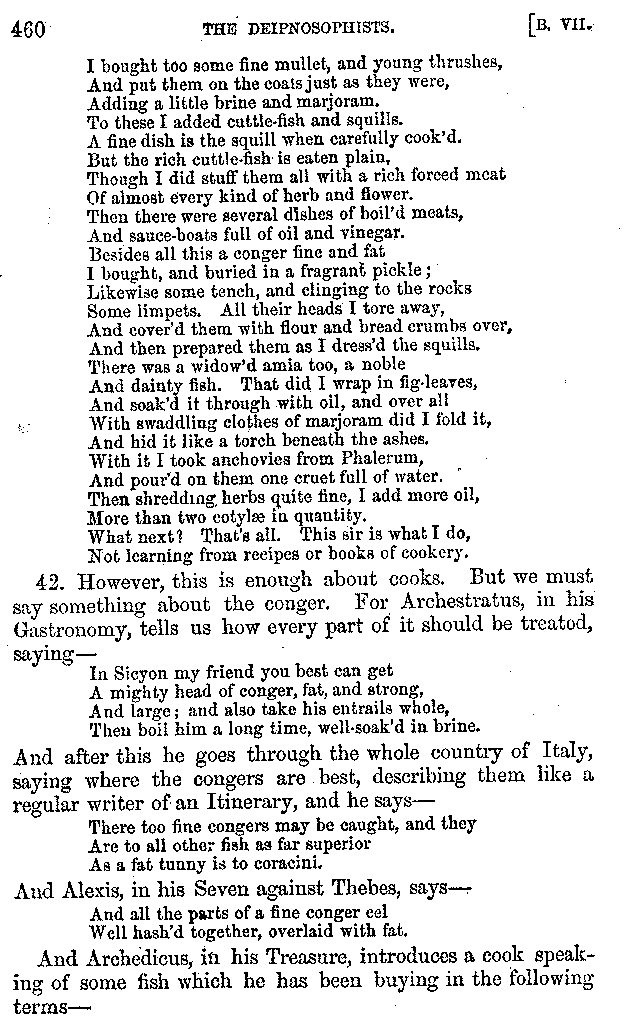 460 THE DEIPNOSOPHISTS. [B. VII.
I bought too some fine mullet, and young thrushes,
And put them on the coals just as they were,
Adding a little brine and marjoram.
To these I added cuttle-fish and squills.
A fine dish is the squill when carefully cook'd.
But the rich cuttle-fish is eaten plain,
Though I did stuff them all with a rich forced meat
Of almost every kind of herb and flower.
Then there were several dishes of boil'd meats,
And sauce-boats full of oil and vinegar.
Besides all this a conger fine and fat
I bought, and buried in a fragrant pickle;
Likewise some tench, and clinging to the rocks
Some limpets. All their heads I tore away,
And cover'd them with flour and bread crumbs over,
And then prepared them as I dress'd the squills.
There was a widow'd amia too, a noble
And dainty fish. That did I wrap in fig-leaves,
And soak'd it through with oil, and over all
With swaddling clothes of marjoram did I fold it,
And hid it like a torch beneath the ashes.
With it I took anchovies from Phalerum,
And pour'd on them one cruet full of water.
Then shredding herbs quite fine, I add more oil,
More than two cotylæ in quantity.
What next? That's all. This sir is what I do,
Not learning from recipes or books of cookery.
42. However, this is enough about cooks. But we must
say something about the conger. For Archestratus, in his
Gastronomy, tells us how every part of it should be treated,
saying—
In Sicyon my friend you best can get
A mighty head of conger, fat, and strong,
And large; and also take his entrails whole,
Then boil him a long time, well-soak'd in brine.
And after this he goes through the whole country of Italy,
saying where the congers are best, describing them like a
regular writer of an Itinerary, and he says—
There too fine congers may be caught, and they
Are to all other fish as far superior
As a fat tunny is to coracini.
And Alexis, in his Seven against Thebes, says—
And all the parts of a fine conger eel
Well hash'd together, overlaid with fat.
And Archedicus, in his Treasure, introduces a cook speak-
ing of some fish which he has been buying in the following
terms—